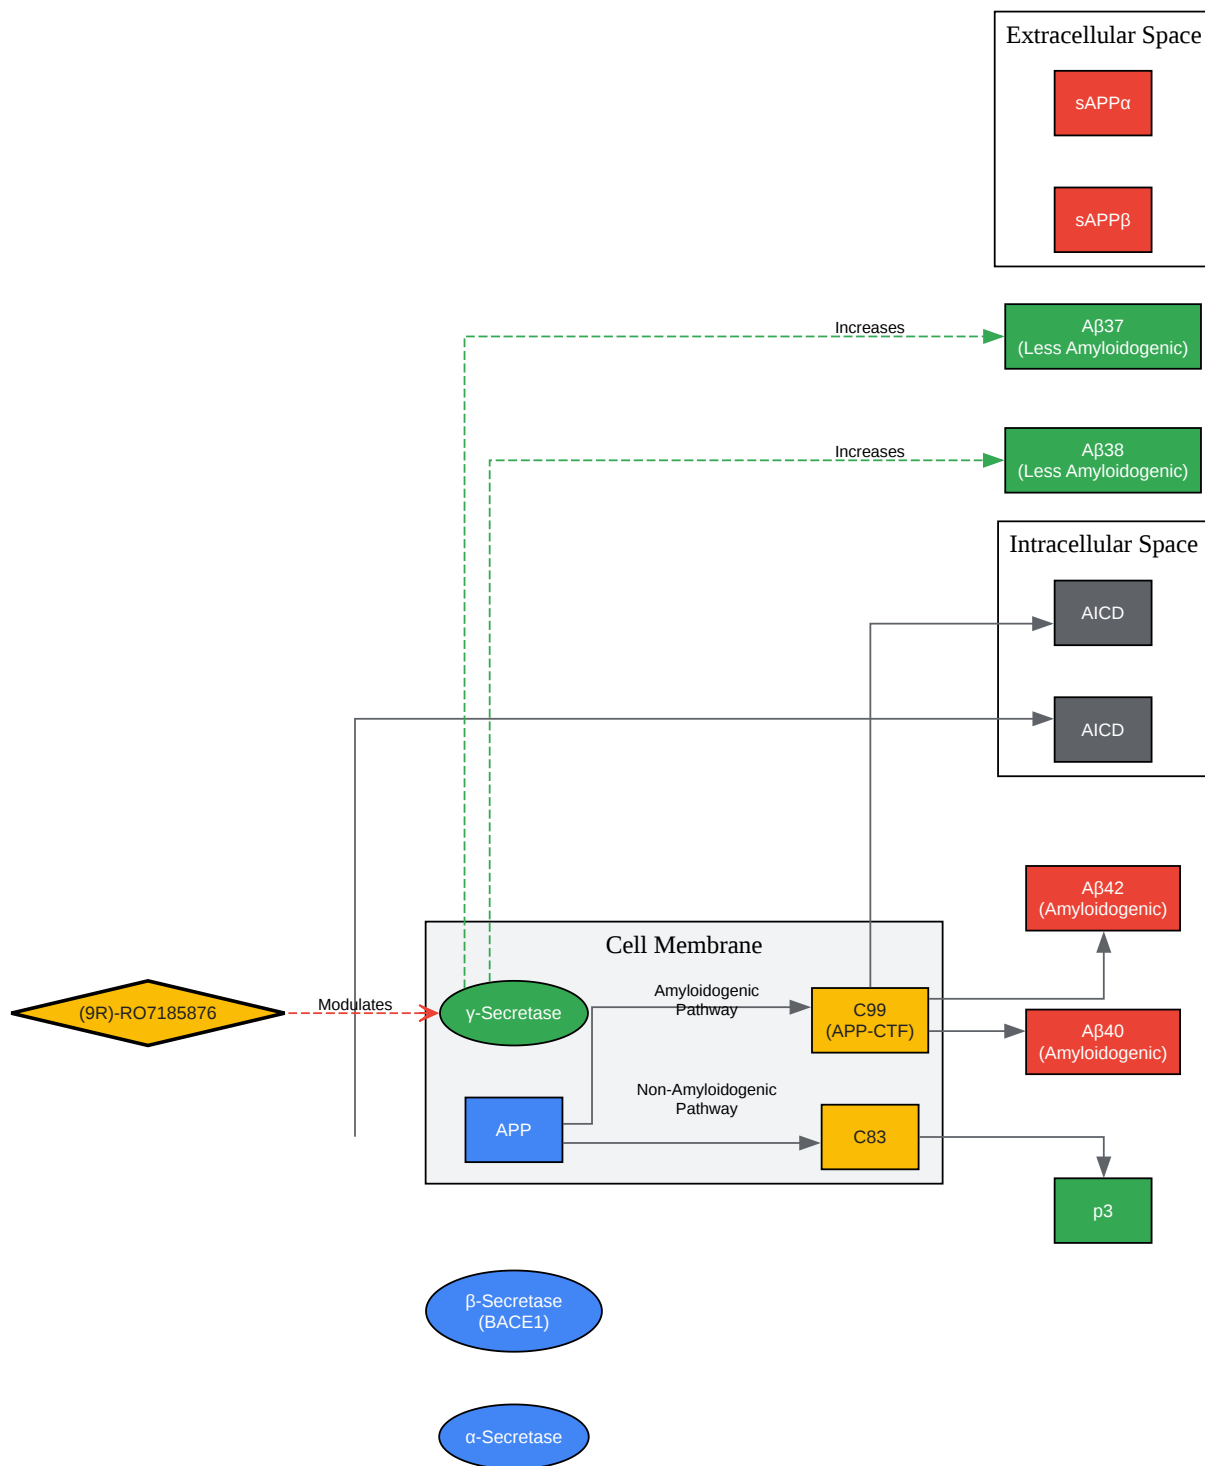 Extracellular Space
sAPPα
sAPPβ
Increases
Aβ37
(Less Amyloidogenic)
Increases
Aβ38
(Less Amyloidogenic)
Intracellular Space
AICD
AICD
Aβ42
(Amyloidogenic)
Cell Membrane
(9R)-RO7185876
Modulates
γ-Secretase
Amyloidogenic
Pathway
C99
(APP-CTF)
Aβ40
(Amyloidogenic)
APP
Non-Amyloidogenic
Pathway
C83
p3
β-Secretase
(BACE1)
α-Secretase